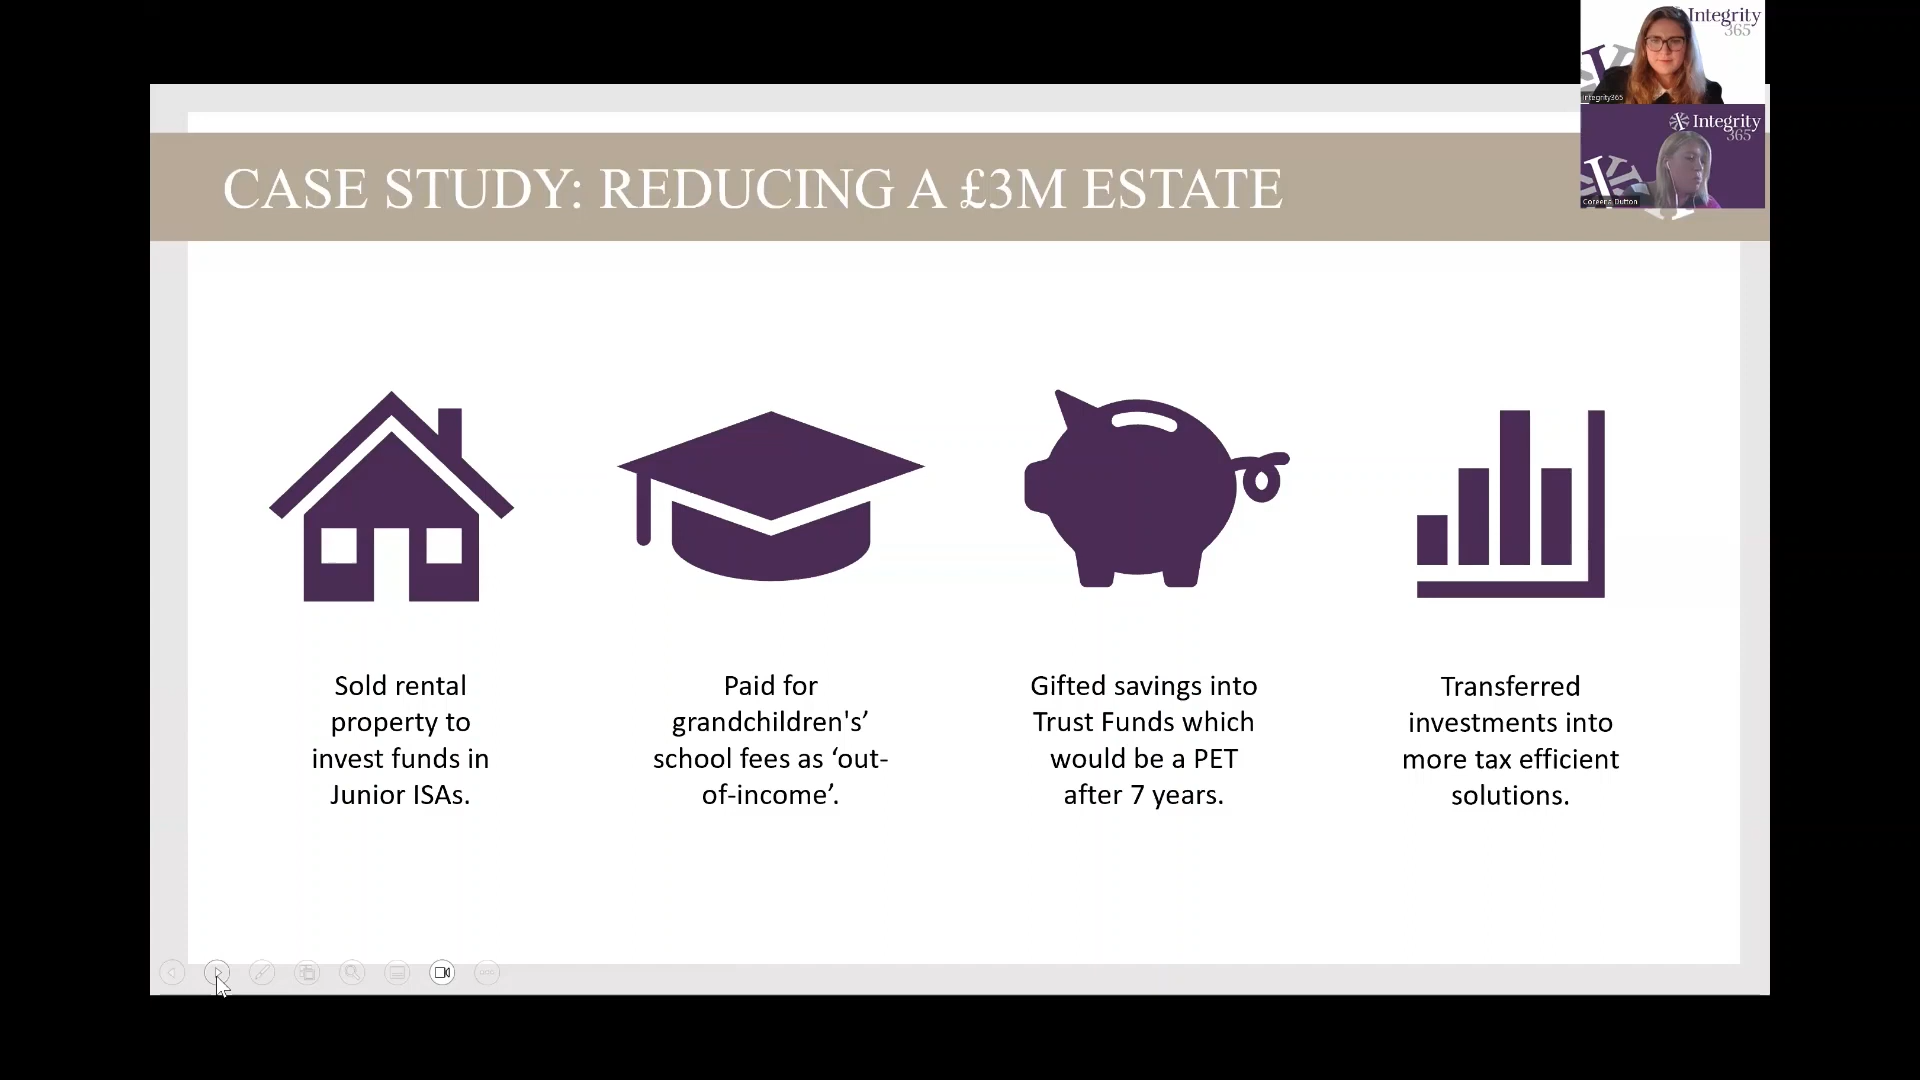 Integrity
365
Integrity365
Integrity
365
Coreena Dutton
CASE STUDY: REDUCING A £3M ESTATE
Sold rental
property to
invest funds in
Junior ISAs.
Paid for
grandchildren's’
school fees as ‘out-
of-income’.
Gifted savings into
Trust Funds which
would be a PET
after 7 years.
Transferred
investments into
more tax efficient
solutions.